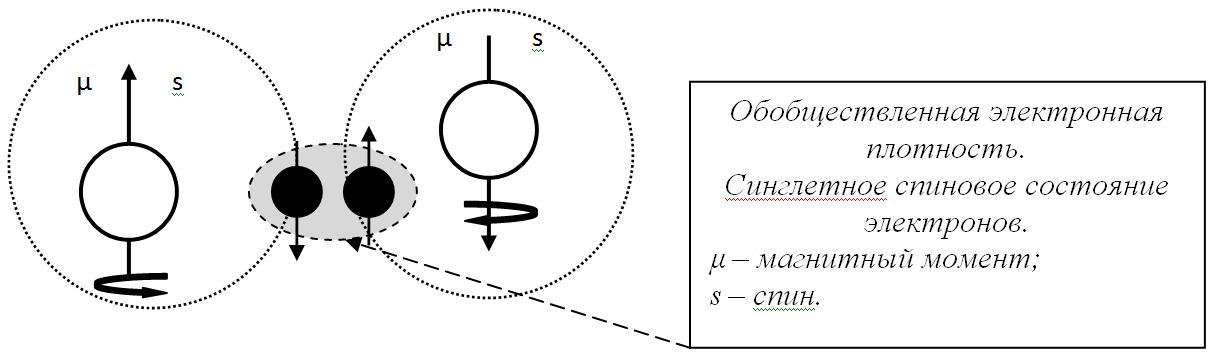 μ s
μ s
Обобществленная электронная
плотность.
Синглетное спиновое состояние
электронов.
μ – магнитный момент;
s – спин.